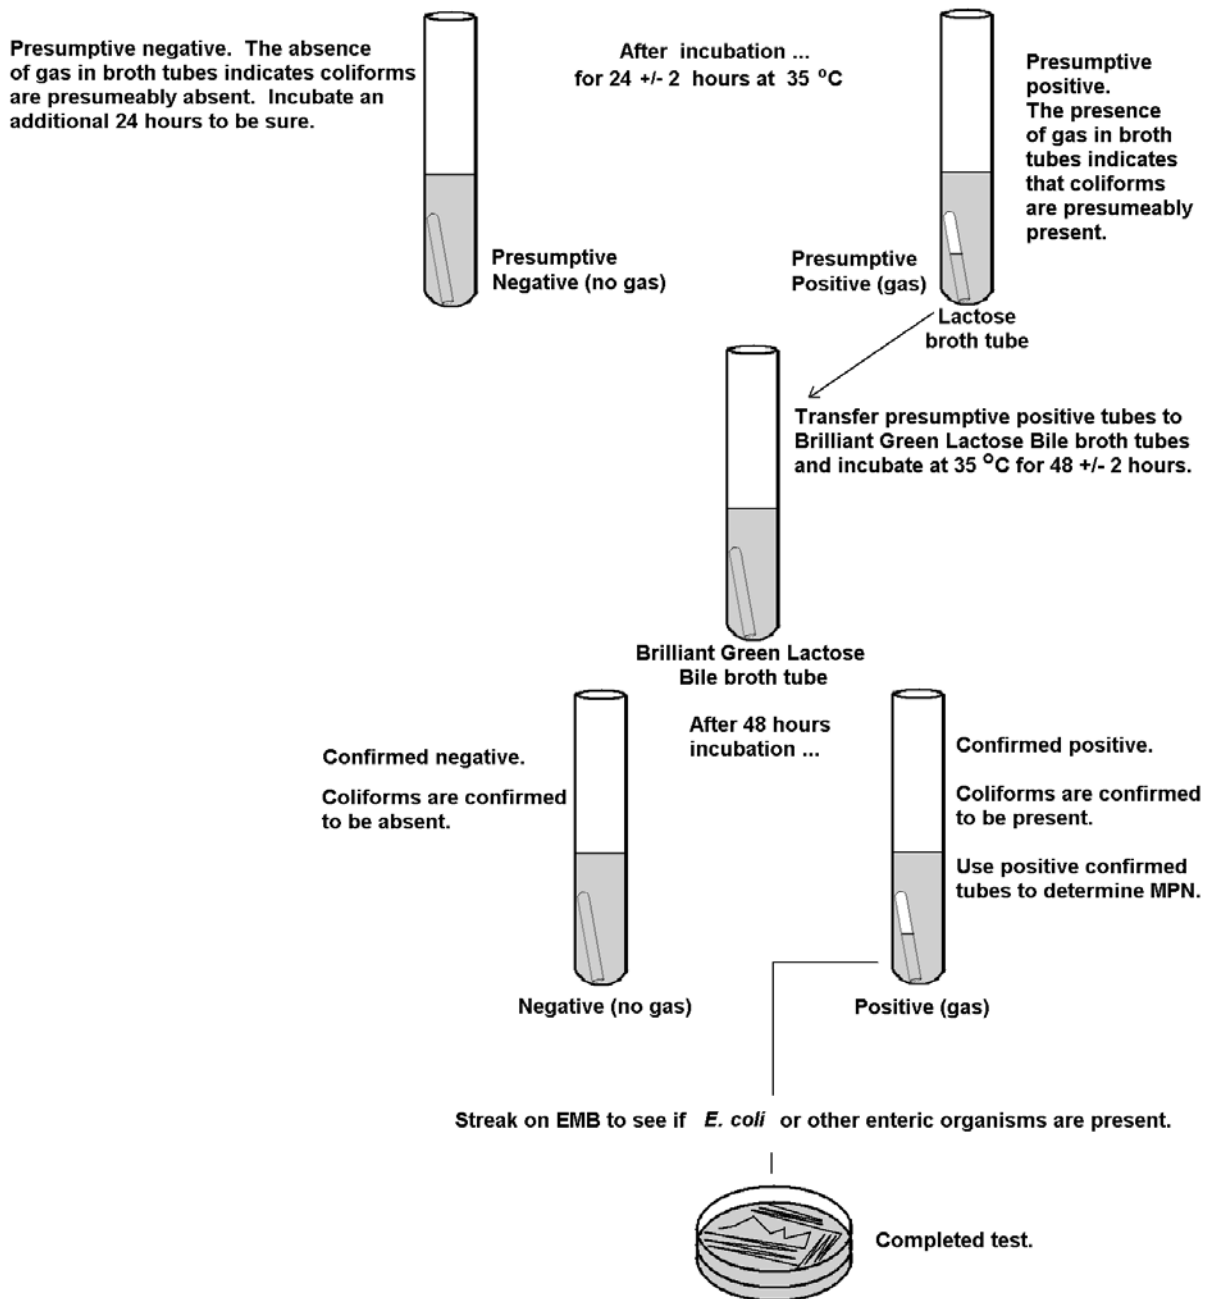 Presumptive negative. The absence
of gas in broth tubes indicates coliforms
are presumeably absent. Incubate an
additional 24 hours to be sure.
After incubation ...
for 24 +/- 2 hours at 35 °C
Presumptive
positive.
The presence
of gas in broth
tubes indicates
that coliforms
are presumeably
present.
Presumptive
Negative (no gas)
Presumptive
Positive (gas)
Lactose
broth tube
Transfer presumptive positive tubes to
Brilliant Green Lactose Bile broth tubes
and incubate at 35 °C for 48 +/- 2 hours.
Brilliant Green Lactose
Bile broth tube
After 48 hours
incubation ...
Confirmed negative.
Coliforms are confirmed
to be absent.
Confirmed positive.
Coliforms are confirmed
to be present.
Use positive confirmed
tubes to determine MPN.
Negative (no gas)
Positive (gas)
Streak on EMB to see if E. coli or other enteric organisms are present.
Completed test.